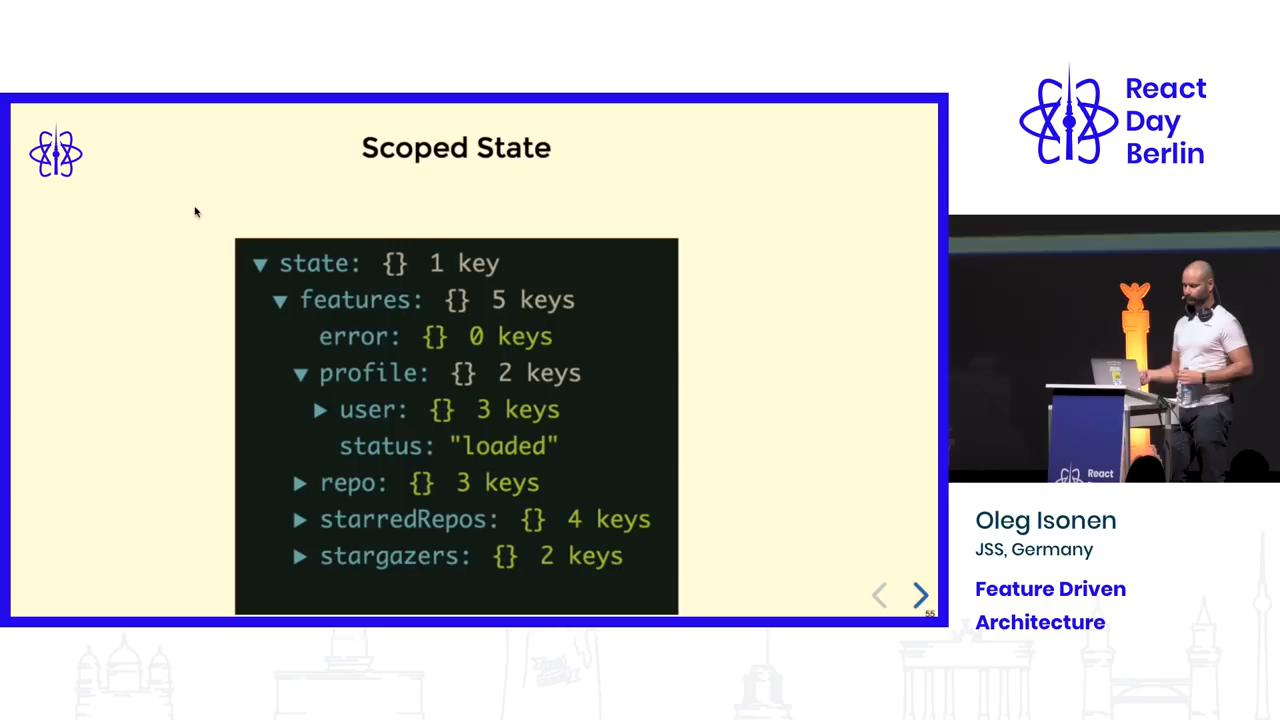 Scoped State
▼ state: {} 1 key
▼ features: {} 5 keys
error: {} 0 keys
▼ profile: {} 2 keys
▶ user: {} 3 keys
status: "loaded"
▶ repo: {} 3 keys
▶ starredRepos: {} 4 keys
▶ stargazers: {} 2 keys
55
React
Day
Berlin
React
Oleg Isonen
JSS, Germany
Feature Driven
Architecture